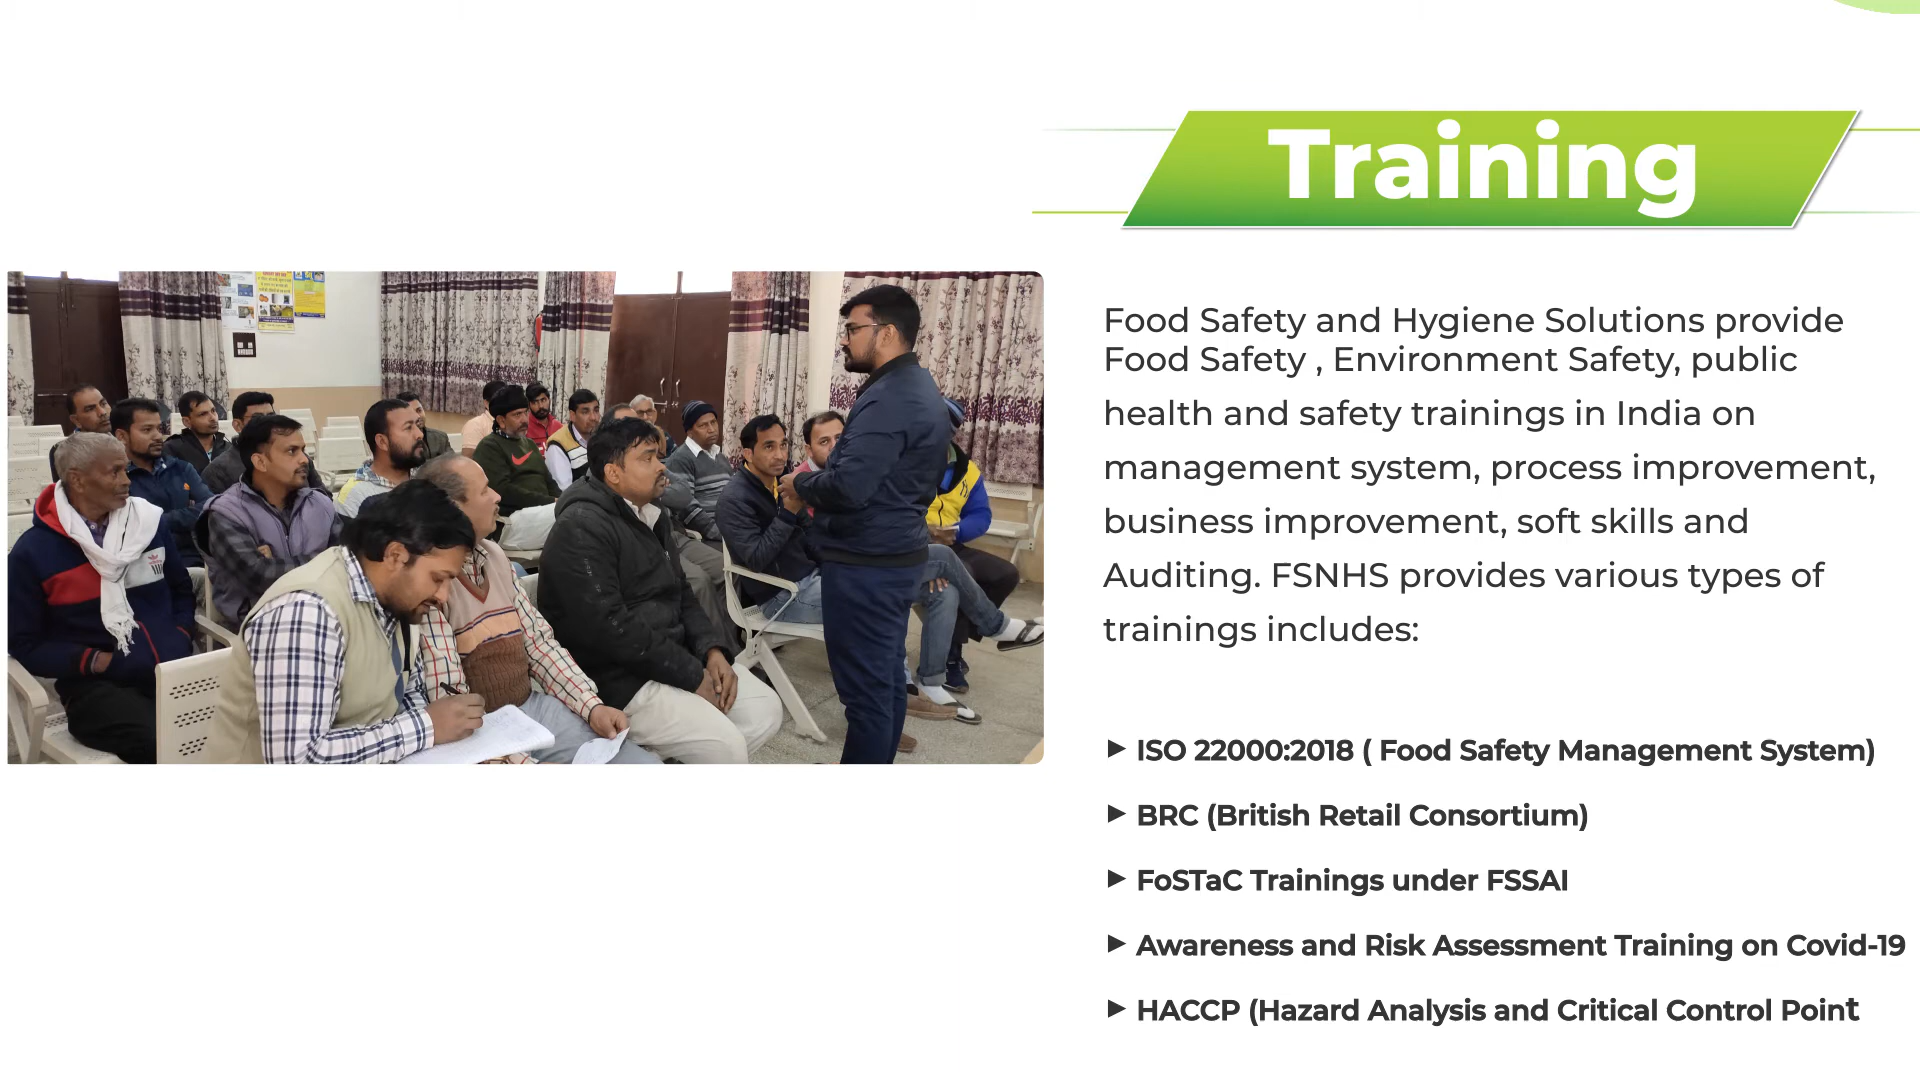 Training
Food Safety and Hygiene Solutions provide
Food Safety , Environment Safety, public
health and safety trainings in India on
management system, process improvement,
business improvement, soft skills and
Auditing. FSNHS provides various types of
trainings includes:
► ISO 22000:2018 ( Food Safety Management System)
► BRC (British Retail Consortium)
► FoSTaC Trainings under FSSAI
► Awareness and Risk Assessment Training on Covid-19
► HACCP (Hazard Analysis and Critical Control Point